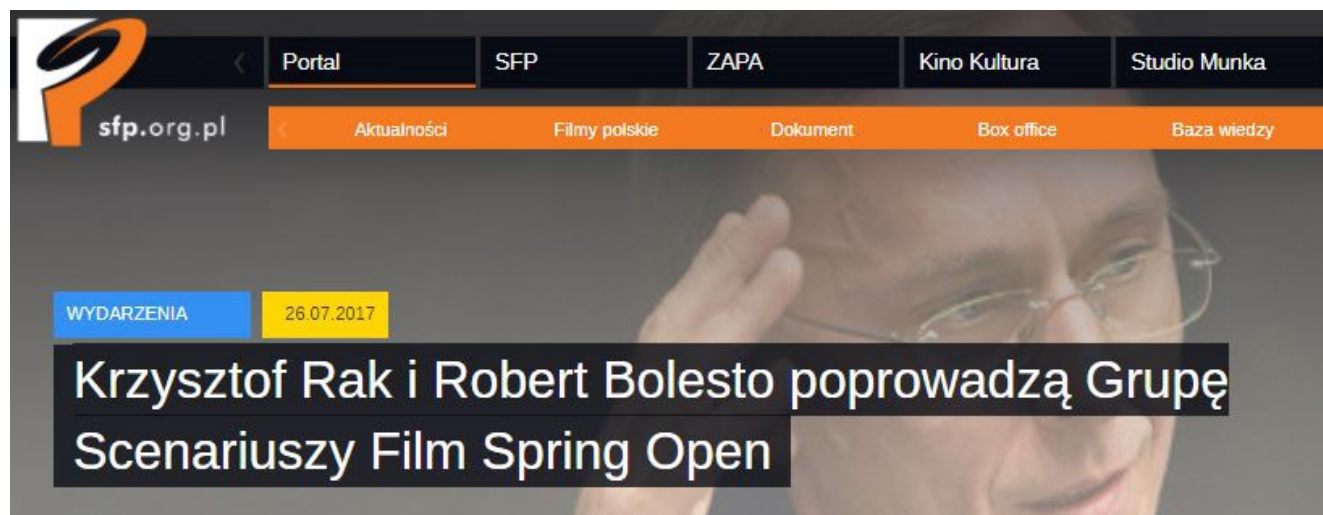 Portal
SFP
ZAPA
Kino Kultura
Studio Munka
sfp.org.pl
Aktualności
Filmy polskie
Dokument
Box office
Baza wiedzy
WYDARZENIA
26.07.2017
Krzysztof Rak i Robert Bolesto poprowadzą Grupę
Scenariuszy Film Spring Open